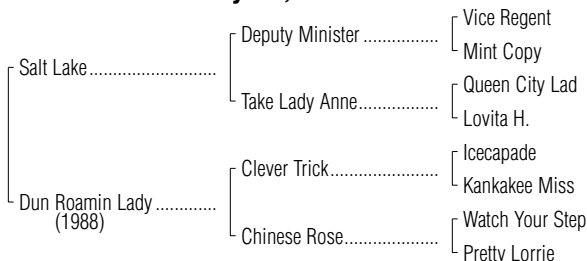 Vice Regent
Deputy Minister
Mint Copy
Salt Lake
Queen City Lad
Take Lady Anne
Lovita H.
Icecapade
Clever Trick
Kankakee Miss
Dun Roamin Lady
(1988)
Watch Your Step
Chinese Rose
Pretty Lorrie